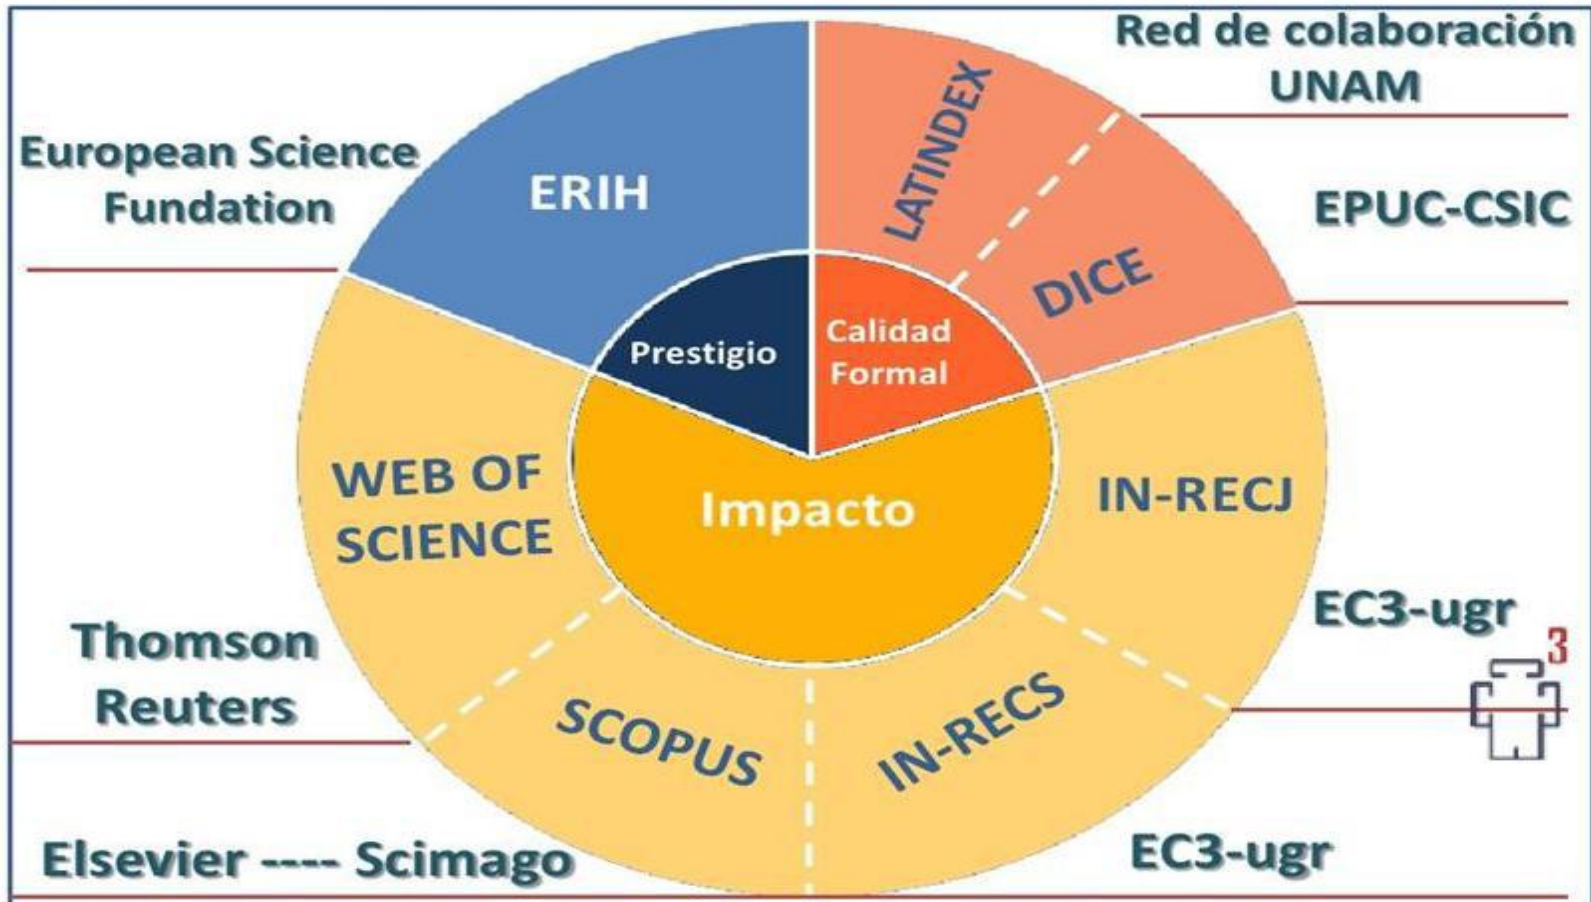 Red de colaboración
UNAM
European Science
Fundation
ERIH
LATINDEX
EPUC-CSIC
DICE
Prestigio
Calidad
Formal
WEB OF
SCIENCE
Impacto
IN-RECJ
EC3-ugr
3
Thomson
Reuters
SCOPUS
IN-RECS
Elsevier ---- Scimago
EC3-ugr